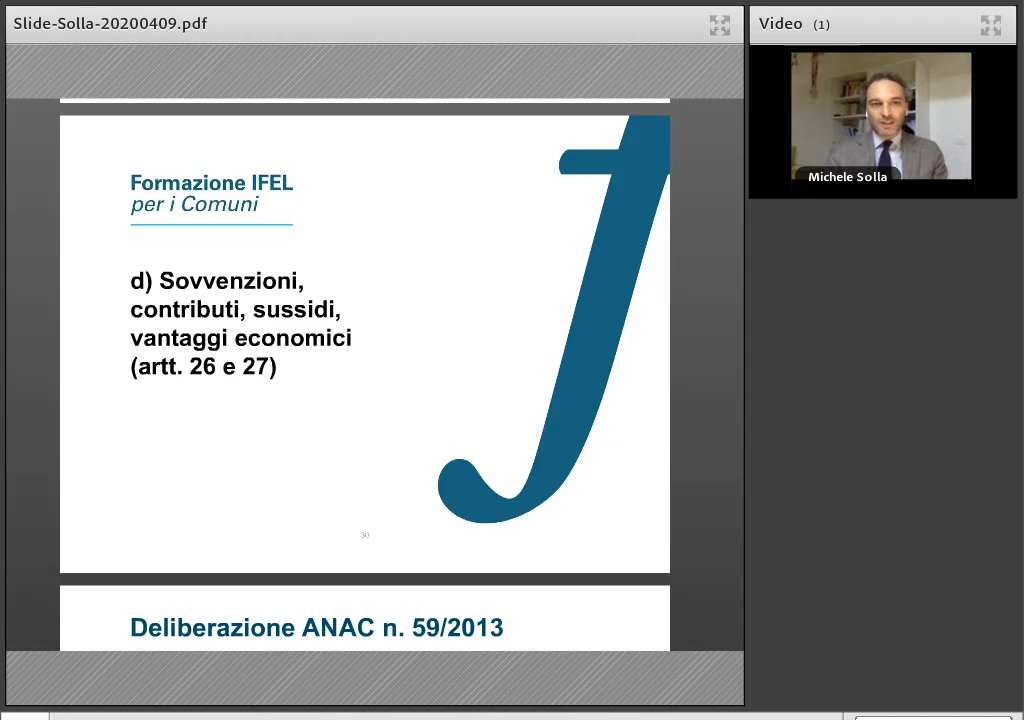 Slide-Solla-20200409.pdf
Formazione IFEL
per i Comuni
d) Sovvenzioni,
contributi, sussidi,
vantaggi economici
(artt. 26 e 27)
30
Deliberazione ANAC n. 59/2013
Video (1)
Michele Solla